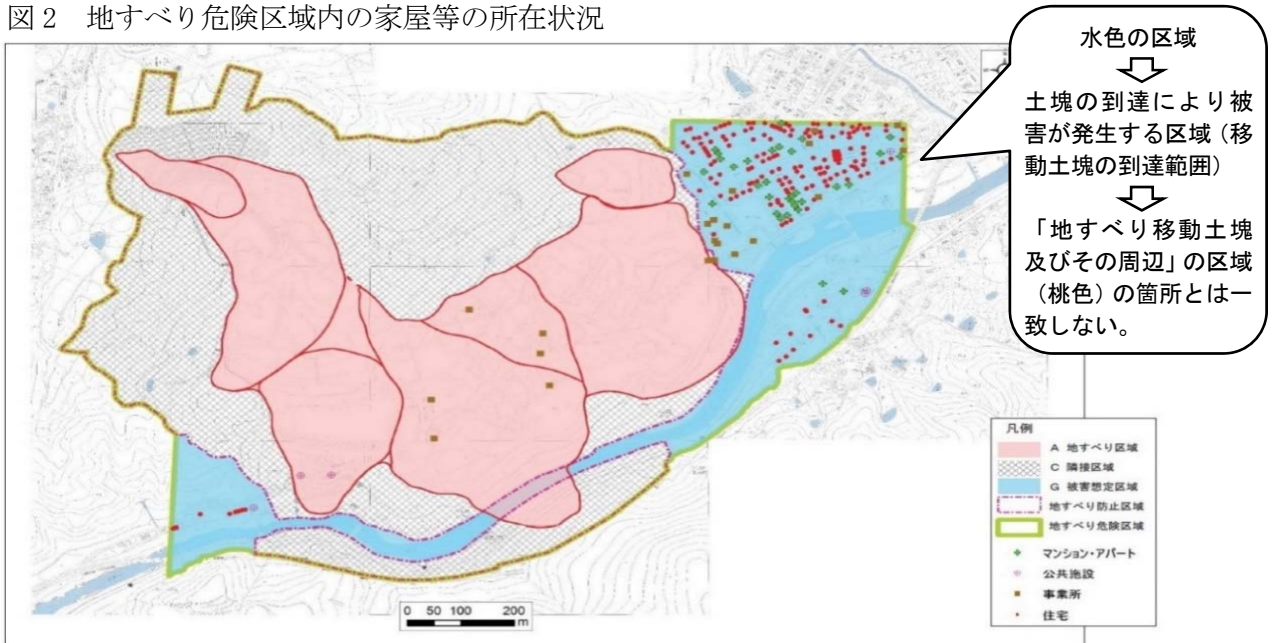 図2 地すべり危険区域内の家屋等の所在状況
水色の区域
土塊の到達により被
害が発生する区域（移
動土塊の到達範囲）
「地すべり移動土塊
及びその周辺」の区域
（桃色）の箇所とは一
致しない。
凡例
A 地すべり区域
C 隣接区域
G 被害想定区域
地すべり防止区域
地すべり危険区域
マンション・アパート
公共施設
事業所
住宅
0 50 100 200
m